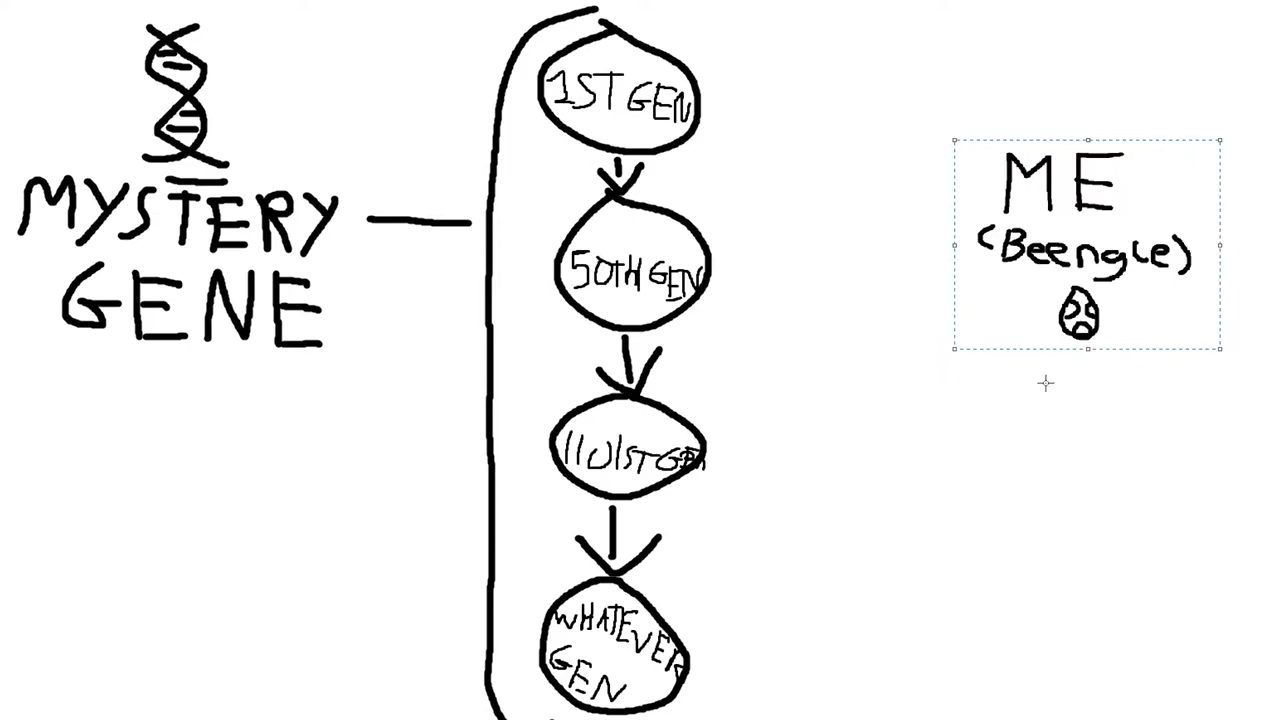 MYSTERY
GENE
1ST GEN
50TH GEN
1101ST GEN
WHATEVER
GEN
ME
(Beengle)